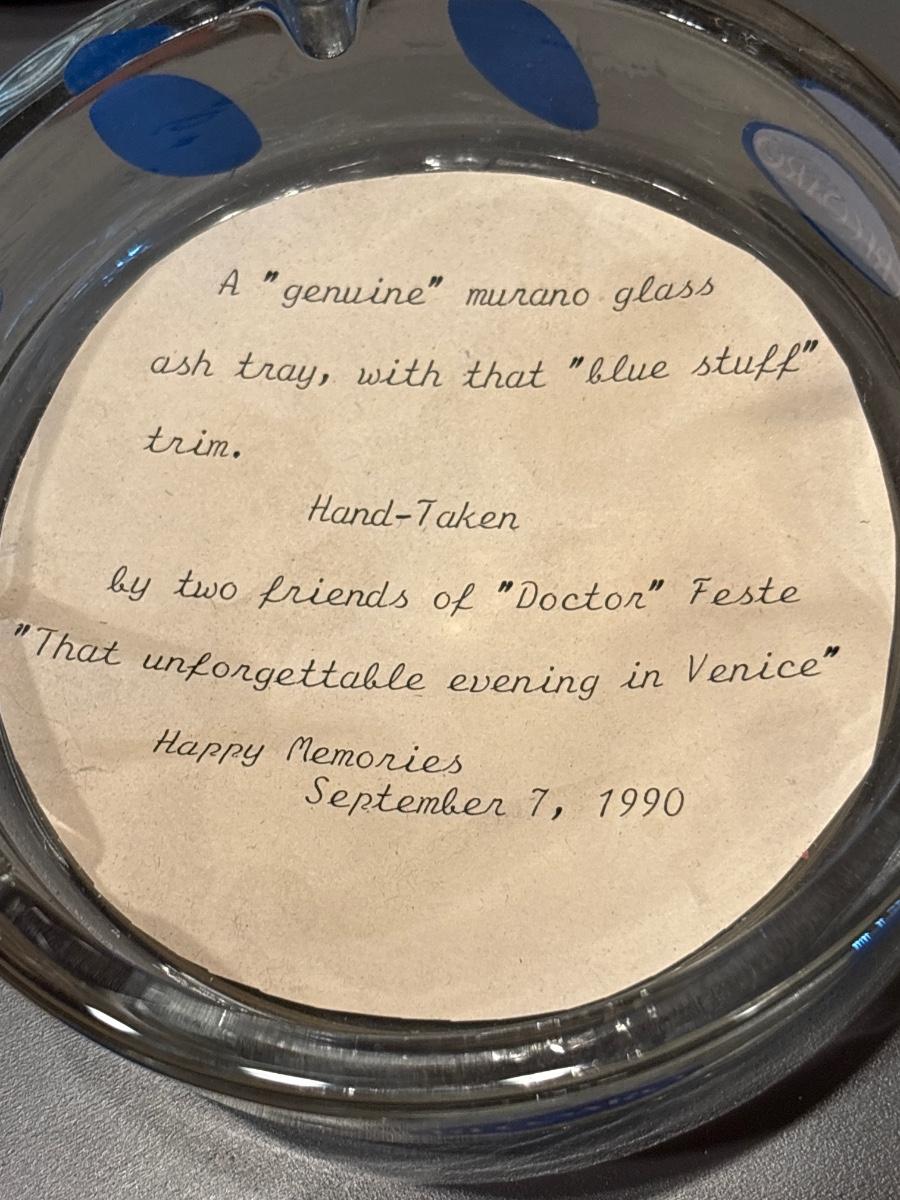 A "genuine" murano glass
ash tray, with that "blue stuff"
trim.
Hand-Taken
by two friends of "Doctor" Feste
"That unforgettable evening in Venice"
Happy Memories
September 7, 1990